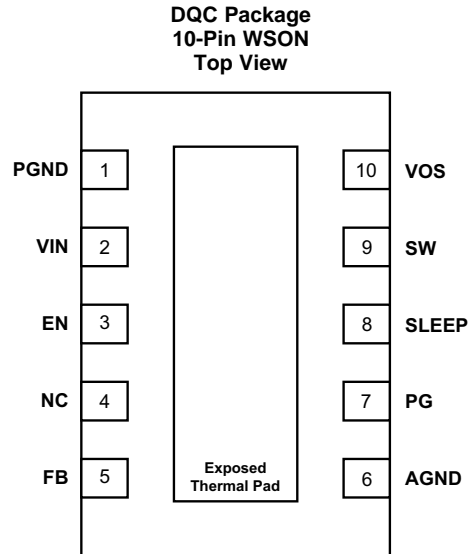 DQC Package
10-Pin WSON
Top View
PGND 1 10 VOS
VIN 2 9 SW
EN 3 8 SLEEP
NC 4 7 PG
FB 5 6 AGND
Exposed
Thermal Pad